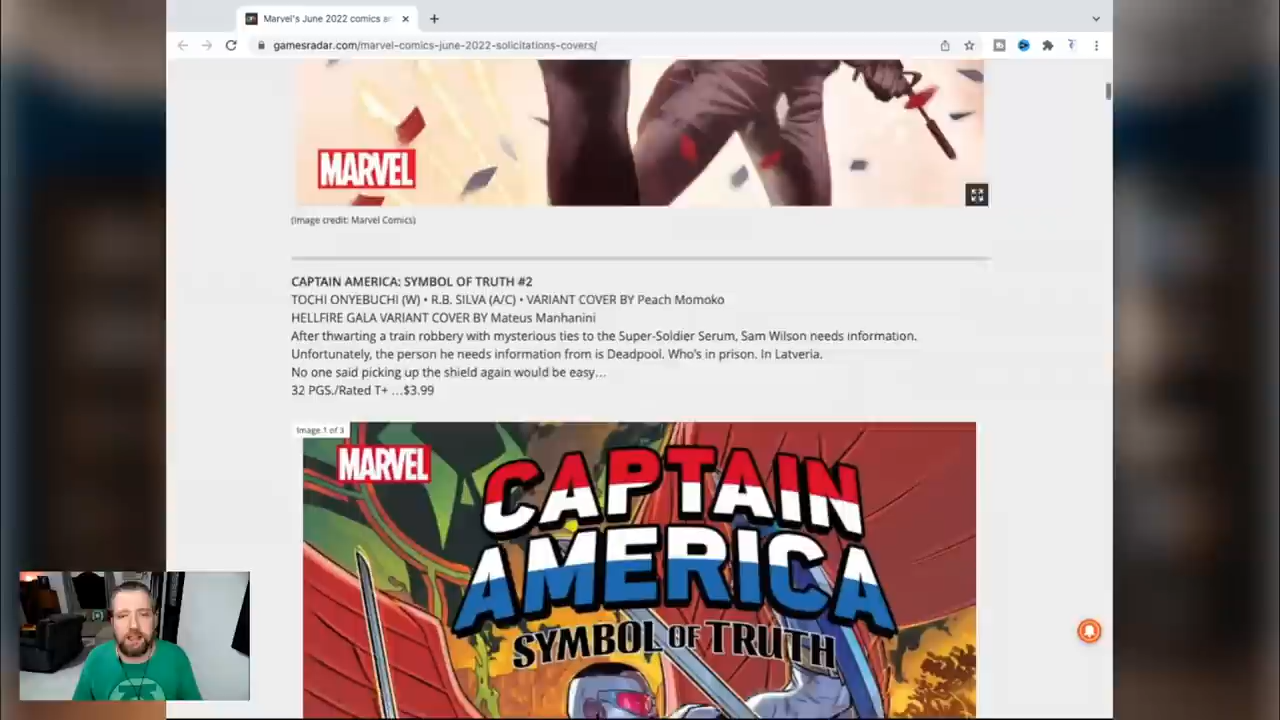 Marvel's June 2022 comics a
gamesradar.com/marvel-comics-june-2022-solicitations-covers/
MARVEL
(Image credit: Marvel Comics)
CAPTAIN AMERICA: SYMBOL OF TRUTH #2
TOCHI ONYEBUCHI (W) • R.B. SILVA (A/C) • VARIANT COVER BY Peach Momoko
HELLFIRE GALA VARIANT COVER BY Mateus Manhanini
After thwarting a train robbery with mysterious ties to the Super-Soldier Serum, Sam Wilson needs information.
Unfortunately, the person he needs information from is Deadpool. Who's in prison. In Latveria.
No one said picking up the shield again would be easy…
32 PGS./Rated T+ …$3.99
Image 1 of 3
MARVEL
CAPTAIN
AMERICA
SYMBOL OF TRUTH